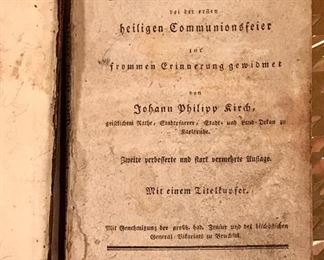 bei der ersten
heiligen Communionsfeier
zur
frommen Erinnerung gewidmet
von
Johann Philipp Kirch,
geistlichem Rathe, Stadtpfarrer, Stadt- und Land-Dekan zu
Karlsruhe.
Zweite verbesserte und stark vermehrte Auflage.
Mit einem Titelkupfer.
Mit Genehmigung der großh. bad. Zensur und des bischöflichen
General-Vikariats zu Bruchsal.